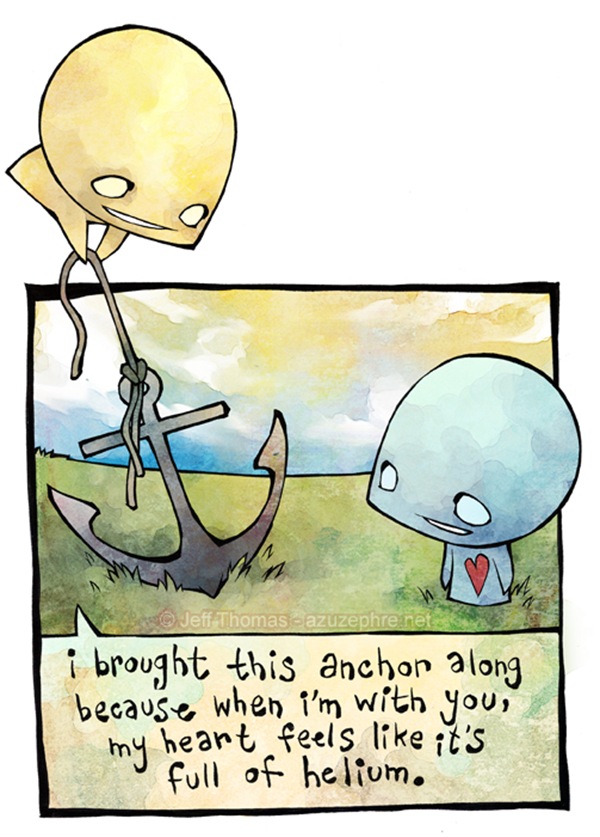 © Jeff Thomas - azuzephre.net
i brought this anchor along
because when i'm with you,
my heart feels like it's
full of helium.